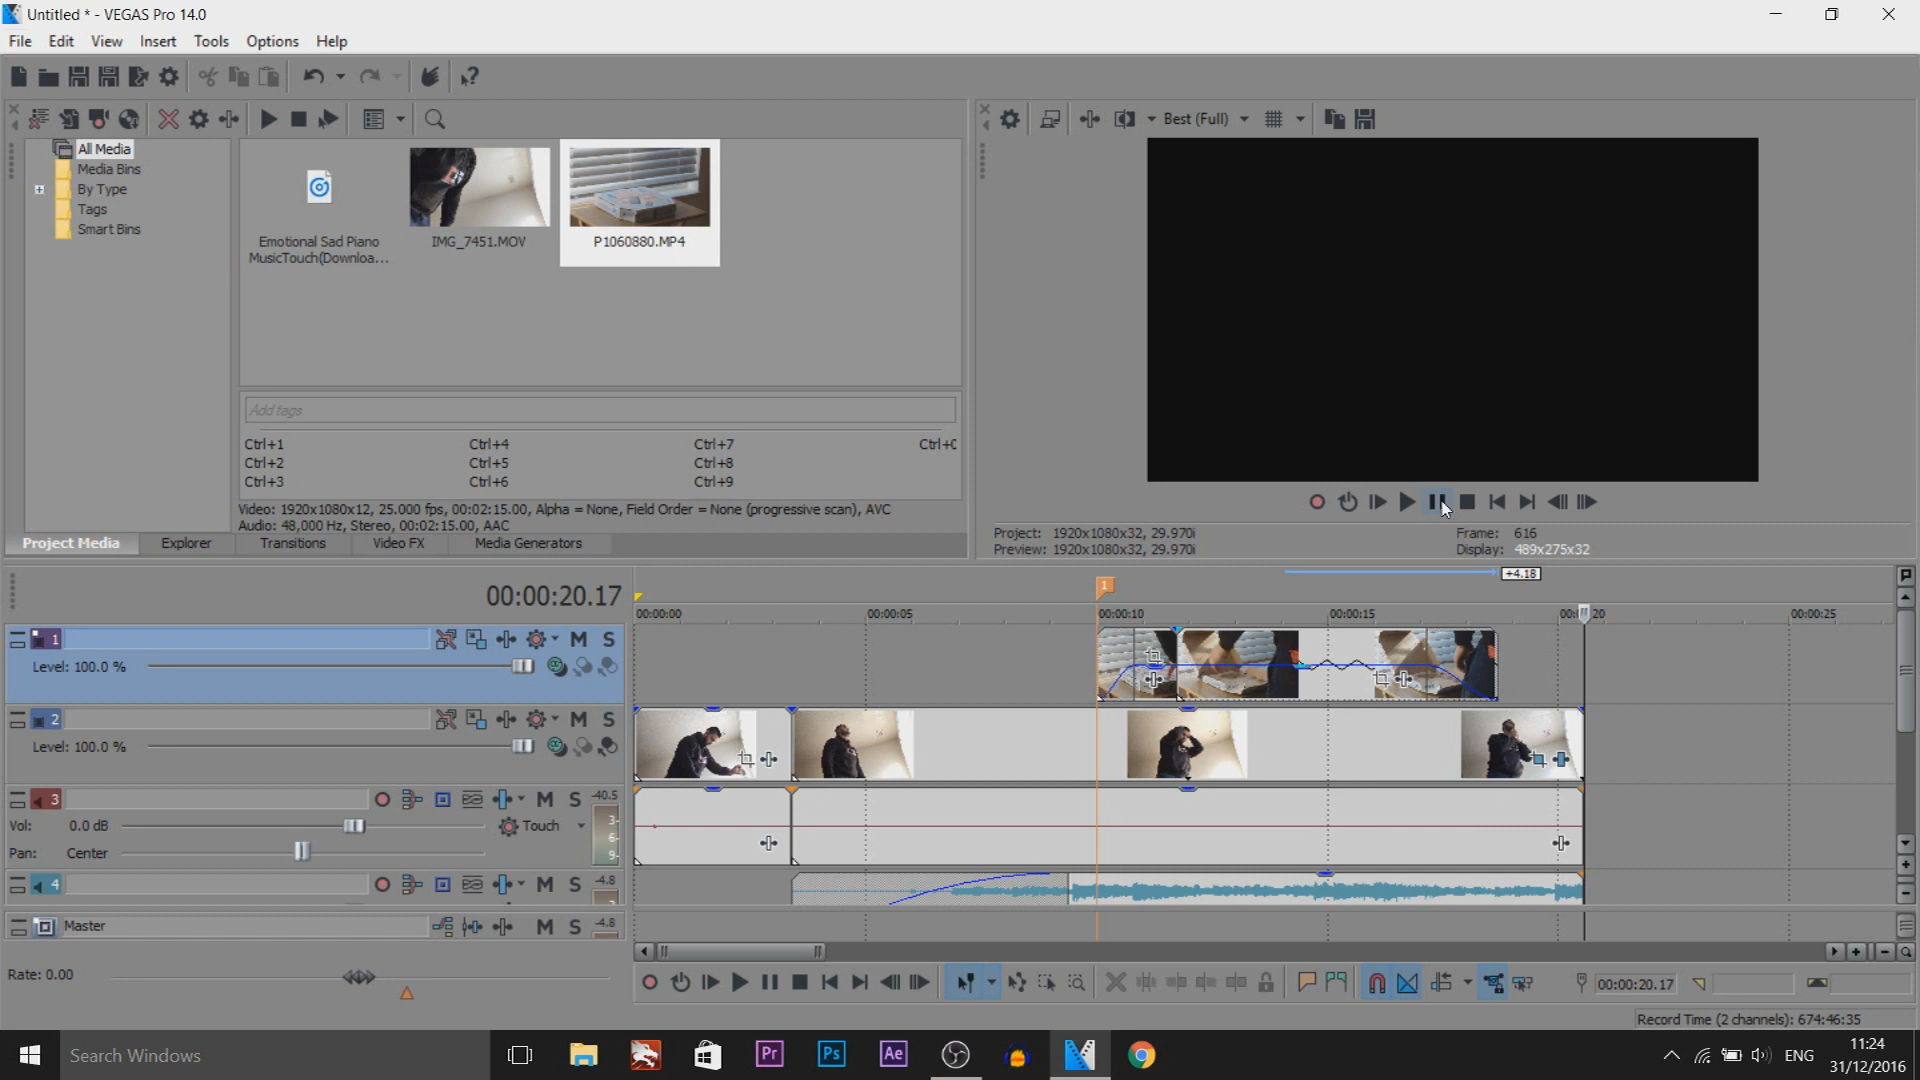 Untitled * - VEGAS Pro 14.0
File Edit View Insert Tools Options Help
Best (Full)
All Media
Media Bins
By Type
Tags
Smart Bins
Emotional Sad Piano
MusicTouch(Downloa...
IMG_7451.MOV
P1060880.MP4
Add tags
Ctrl+1 Ctrl+4 Ctrl+7
Ctrl+2 Ctrl+5 Ctrl+8
Ctrl+3 Ctrl+6 Ctrl+9
Video: 1920x1080x12, 25.000 fps, 00:02:15.00, Alpha = None, Field Order = None (progressive scan), AVC
Audio: 48,000 Hz, Stereo, 00:02:15.00, AAC
Project Media Explorer Transitions Video FX Media Generators
Project: 1920x1080x32, 29.970i
Preview: 1920x1080x32, 29.970i
Frame: 616
Display: 489x275x32
+4.18
00:00:20.17
1
00:00:00 00:00:05 00:00:10 00:00:15 00:00:20 00:00:25
1 M S
Level: 100.0 %
2 M S
Level: 100.0 %
3 M S -40.5
Vol: 0.0 dB Touch
Pan: Center
3-
6-
9-
4 M S -4.8
Master M S -4.8
Rate: 0.00
00:00:20.17
Record Time (2 channels): 674:46:35
Search Windows
Pr Ps Ae
ENG
11:24
31/12/2016